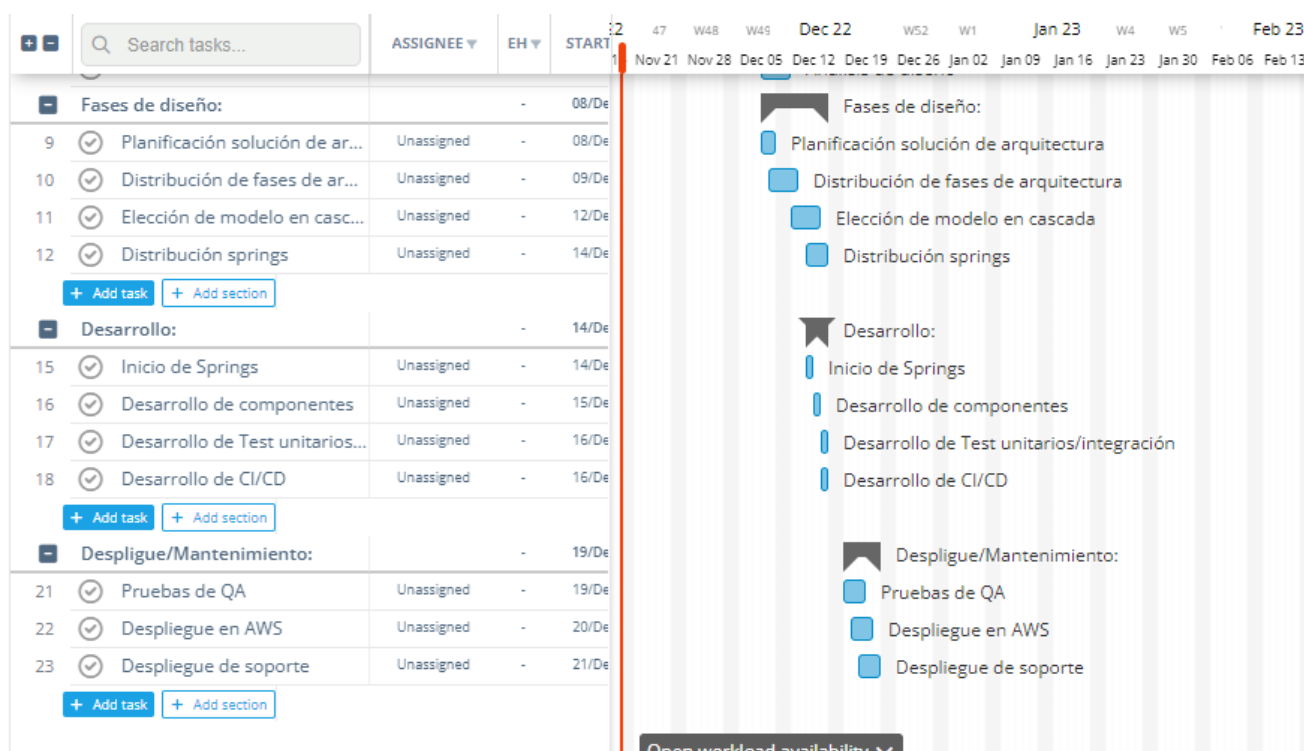 Search tasks...
ASSIGNEE EH START
22 47 W48 W49 Dec 22 W52 W1 Jan 23 W4 W5 Feb 23
Nov 21 Nov 28 Dec 05 Dec 12 Dec 19 Dec 26 Jan 02 Jan 09 Jan 16 Jan 23 Jan 30 Feb 06 Feb 13
Fases de diseño: - 08/De Fases de diseño:
9 Planificación solución de ar... Unassigned - 08/De Planificación solución de arquitectura
10 Distribución de fases de ar... Unassigned - 09/De Distribución de fases de arquitectura
11 Elección de modelo en casc... Unassigned - 12/De Elección de modelo en cascada
12 Distribución springs Unassigned - 14/De Distribución springs
+ Add task + Add section
Desarrollo: - 14/De Desarrollo:
15 Inicio de Springs Unassigned - 14/De Inicio de Springs
16 Desarrollo de componentes Unassigned - 15/De Desarrollo de componentes
17 Desarrollo de Test unitarios... Unassigned - 16/De Desarrollo de Test unitarios/integración
18 Desarrollo de CI/CD Unassigned - 16/De Desarrollo de CI/CD
+ Add task + Add section
Despligue/Mantenimiento: - 19/De Despligue/Mantenimiento:
21 Pruebas de QA Unassigned - 19/De Pruebas de QA
22 Despliegue en AWS Unassigned - 20/De Despliegue en AWS
23 Despliegue de soporte Unassigned - 21/De Despliegue de soporte
+ Add task + Add section
Open workload availability